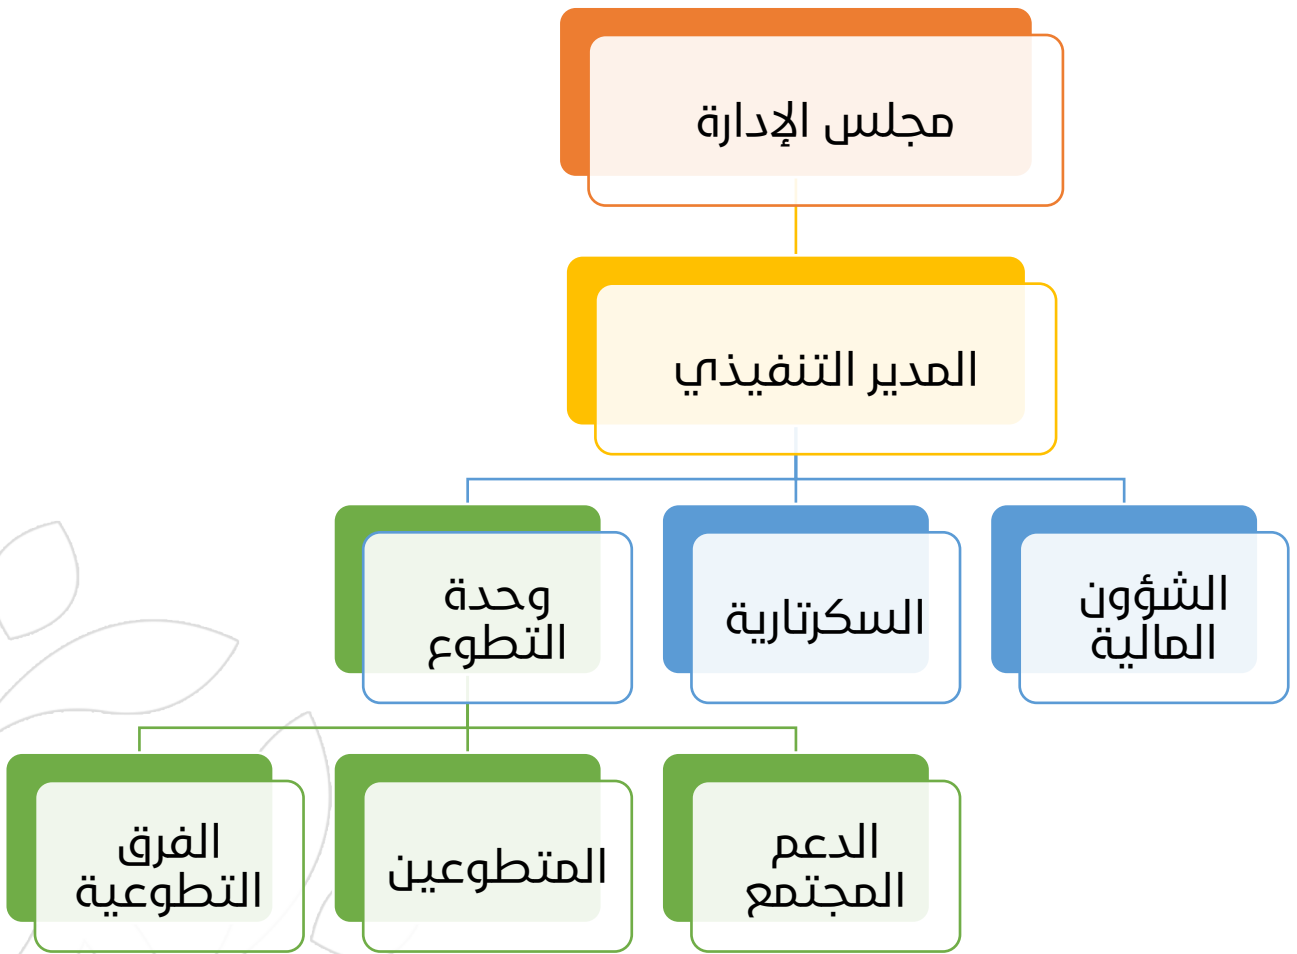 مجلس الإدارة
المدير التنفيذي
الشؤون
المالية
السكرتارية
وحدة
التطوع
الدعم
المجتمع
المتطوعين
الفرق
التطوعية